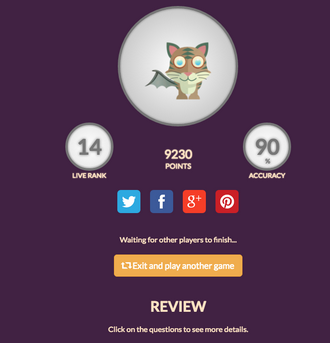 14
LIVE RANK
9230
POINTS
90
%
ACCURACY
g+
Waiting for other players to finish...
Exit and play another game
REVIEW
Click on the questions to see more details.